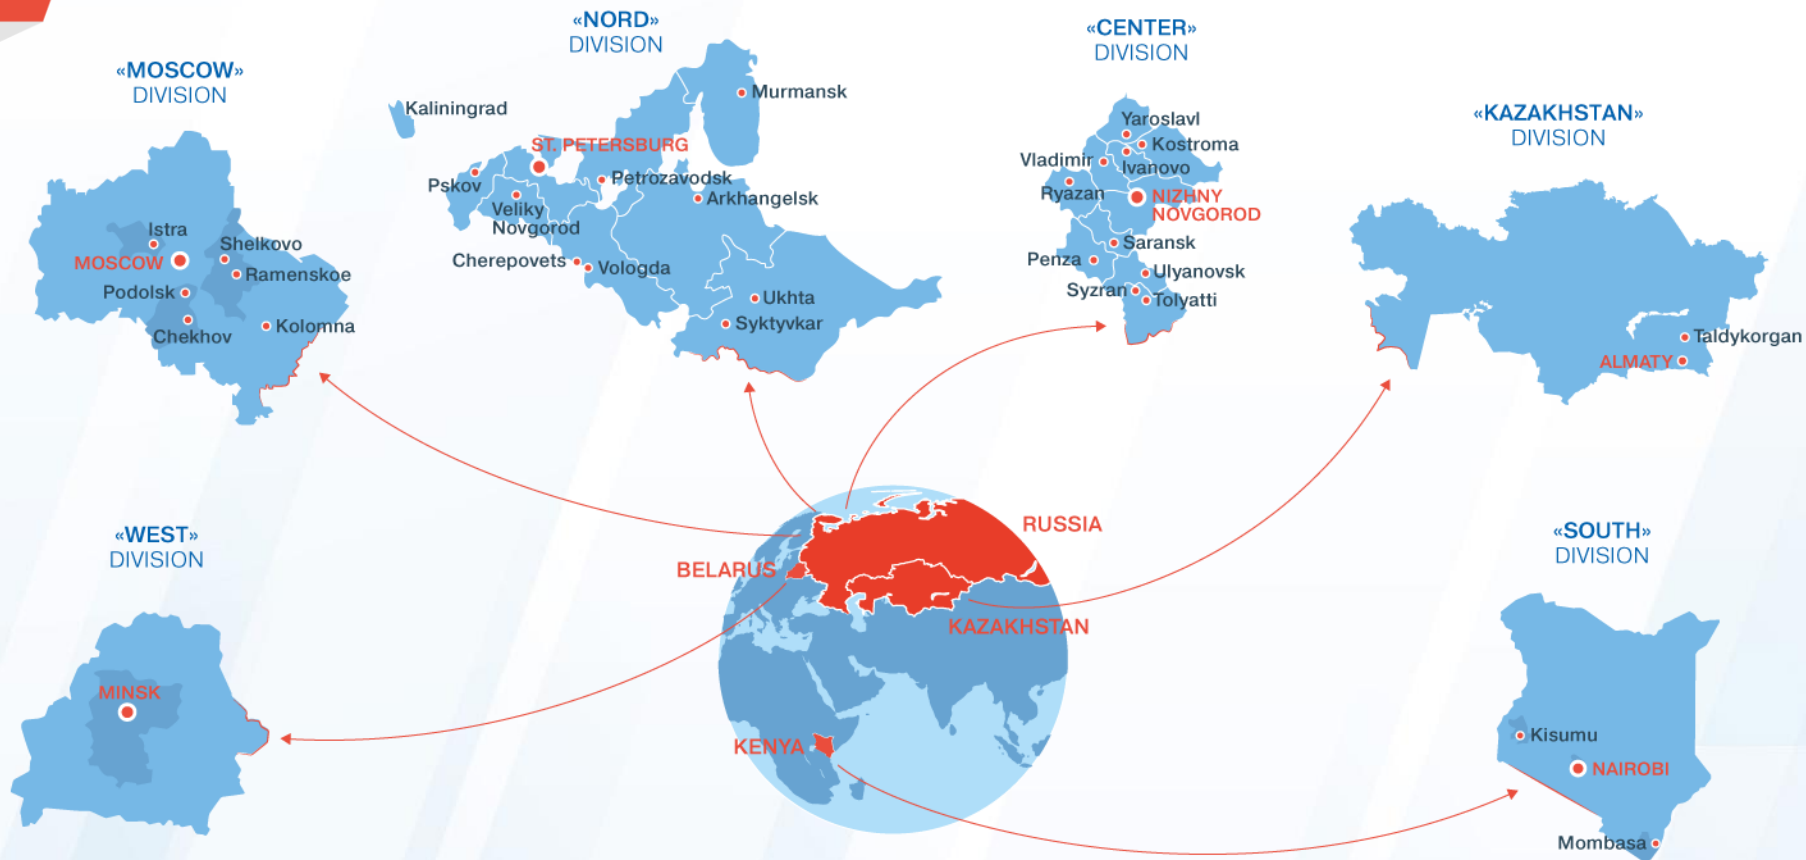 «MOSCOW»
DIVISION
Istra
Shelkovo
MOSCOW
Ramenskoe
Podolsk
Kolomna
Chekhov
«NORD»
DIVISION
Kaliningrad
Murmansk
ST. PETERSBURG
Pskov
Petrozavodsk
Arkhangelsk
Veliky
Novgorod
Cherepovets
Vologda
Ukhta
Syktyvkar
«CENTER»
DIVISION
Yaroslavl
Kostroma
Vladimir
Ivanovo
Ryazan
NIZHNY
NOVGOROD
Saransk
Penza
Ulyanovsk
Syzran
Tolyatti
«KAZAKHSTAN»
DIVISION
Taldykorgan
ALMATY
«WEST»
DIVISION
MINSK
RUSSIA
BELARUS
KAZAKHSTAN
KENYA
«SOUTH»
DIVISION
Kisumu
NAIROBI
Mombasa